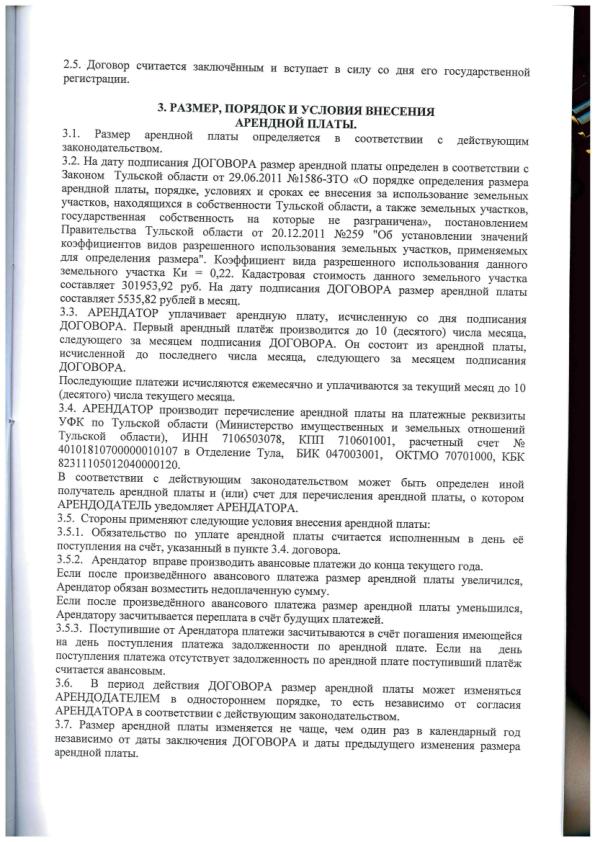 2.5. Договор считается заключённым и вступает в силу со дня его государственной
регистрации.
3. РАЗМЕР, ПОРЯДОК И УСЛОВИЯ ВНЕСЕНИЯ
АРЕНДНОЙ ПЛАТЫ.
3.1. Размер арендной платы определяется в соответствии с действующим
законодательством.
3.2. На дату подписания ДОГОВОРА размер арендной платы определен в соответствии с
Законом Тульской области от 29.06.2011 №1586-ЗТО «О порядке определения размера
арендной платы, порядке, условиях и сроках ее внесения за использование земельных
участков, находящихся в собственности Тульской области, а также земельных участков,
государственная собственность на которые не разграничена», постановлением
Правительства Тульской области от 20.12.2011 №259 "Об установлении значений
коэффициентов видов разрешенного использования земельных участков, применяемых
для определения размера". Коэффициент вида разрешенного использования данного
земельного участка Ки = 0,22. Кадастровая стоимость данного земельного участка
составляет 301953,92 руб. На дату подписания ДОГОВОРА размер арендной платы
составляет 5535,82 рублей в месяц.
3.3. АРЕНДАТОР уплачивает арендную плату, исчисленную со дня подписания
ДОГОВОРА. Первый арендный платёж производится до 10 (десятого) числа месяца,
следующего за месяцем подписания ДОГОВОРА. Он состоит из арендной платы,
исчисленной до последнего числа месяца, следующего за месяцем подписания
ДОГОВОРА.
Последующие платежи исчисляются ежемесячно и уплачиваются за текущий месяц до 10
(десятого) числа текущего месяца.
3.4. АРЕНДАТОР производит перечисление арендной платы на платежные реквизиты
УФК по Тульской области (Министерство имущественных и земельных отношений
Тульской области), ИНН 7106503078, КПП 710601001, расчетный счет №
40101810700000010107 в Отделение Тула, БИК 047003001, ОКТМО 70701000, КБК
82311105012040000120.
В соответствии с действующим законодательством может быть определен иной
получатель арендной платы и (или) счет для перечисления арендной платы, о котором
АРЕНДОДАТЕЛЬ уведомляет АРЕНДАТОРА.
3.5. Стороны применяют следующие условия внесения арендной платы:
3.5.1. Обязательство по уплате арендной платы считается исполненным в день её
поступления на счёт, указанный в пункте 3.4. договора.
3.5.2. Арендатор вправе производить авансовые платежи до конца текущего года.
Если после произведённого авансового платежа размер арендной платы увеличился,
Арендатор обязан возместить недоплаченную сумму.
Если после произведённого авансового платежа размер арендной платы уменьшился,
Арендатору засчитывается переплата в счёт будущих платежей.
3.5.3. Поступившие от Арендатора платежи засчитываются в счёт погашения имеющейся
на день поступления платежа задолженности по арендной плате. Если на день
поступления платежа отсутствует задолженность по арендной плате поступивший платёж
считается авансовым.
3.6. В период действия ДОГОВОРА размер арендной платы может изменяться
АРЕНДОДАТЕЛЕМ в одностороннем порядке, то есть независимо от согласия
АРЕНДАТОРА в соответствии с действующим законодательством.
3.7. Размер арендной платы изменяется не чаще, чем один раз в календарный год
независимо от даты заключения ДОГОВОРА и даты предыдущего изменения размера
арендной платы.